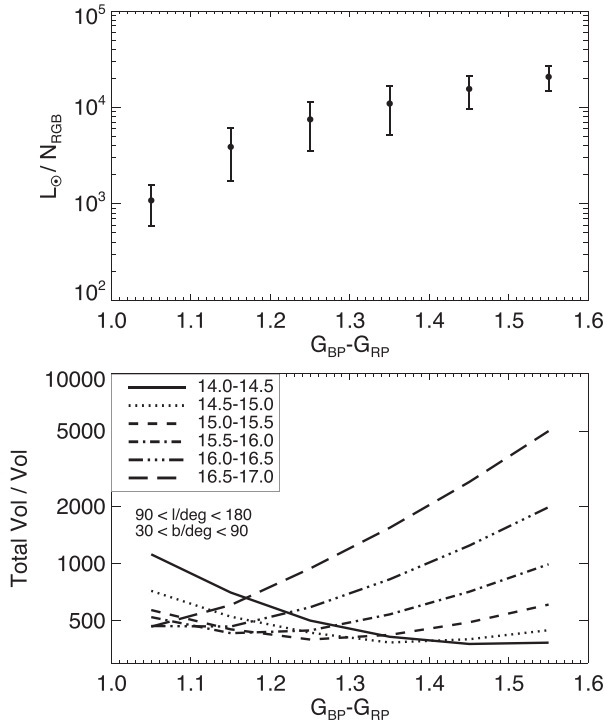 10^5
10^4
10^3
10^2
L☉ / N_RGB
1.0 1.1 1.2 1.3 1.4 1.5 1.6
G_BP-G_RP
10000
5000
2000
1000
500
Total Vol / Vol
14.0-14.5
14.5-15.0
15.0-15.5
15.5-16.0
16.0-16.5
16.5-17.0
90 < l/deg < 180
30 < b/deg < 90
1.0 1.1 1.2 1.3 1.4 1.5 1.6
G_BP-G_RP